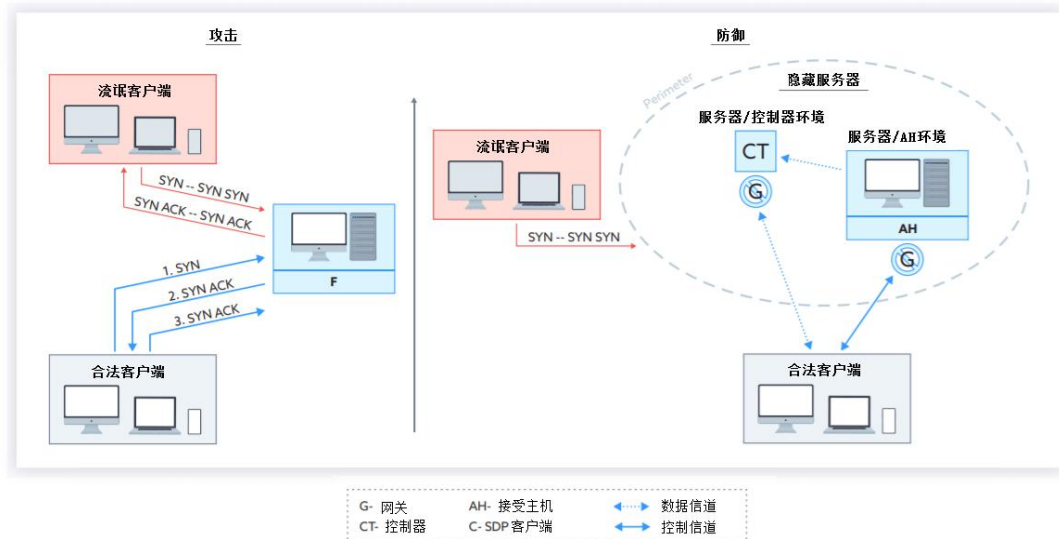 攻击
流氓客户端
SYN -- SYN SYN
SYN ACK -- SYN ACK
F
1. SYN
2. SYN ACK
3. SYN ACK
合法客户端
防御
Perimeter
隐藏服务器
流氓客户端
SYN -- SYN SYN
服务器/控制器环境
CT
G
服务器/AH环境
AH
G
合法客户端
G- 网关
AH- 接受主机
数据信道
CT- 控制器
C- SDP 客户端
控制信道